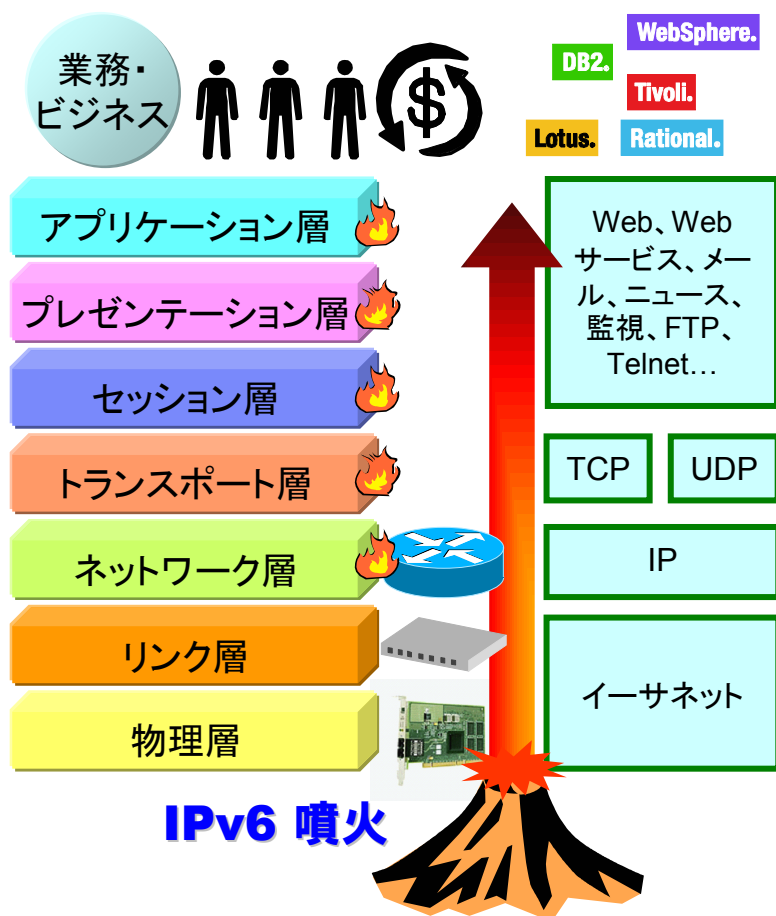 業務・
ビジネス
$
WebSphere.
DB2.
Tivoli.
Lotus.
Rational.
アプリケーション層
プレゼンテーション層
セッション層
トランスポート層
ネットワーク層
リンク層
物理層
Web、Web
サービス、メー
ル、ニュース、
監視、FTP、
Telnet…
TCP
UDP
IP
イーサネット
IPv6 噴火